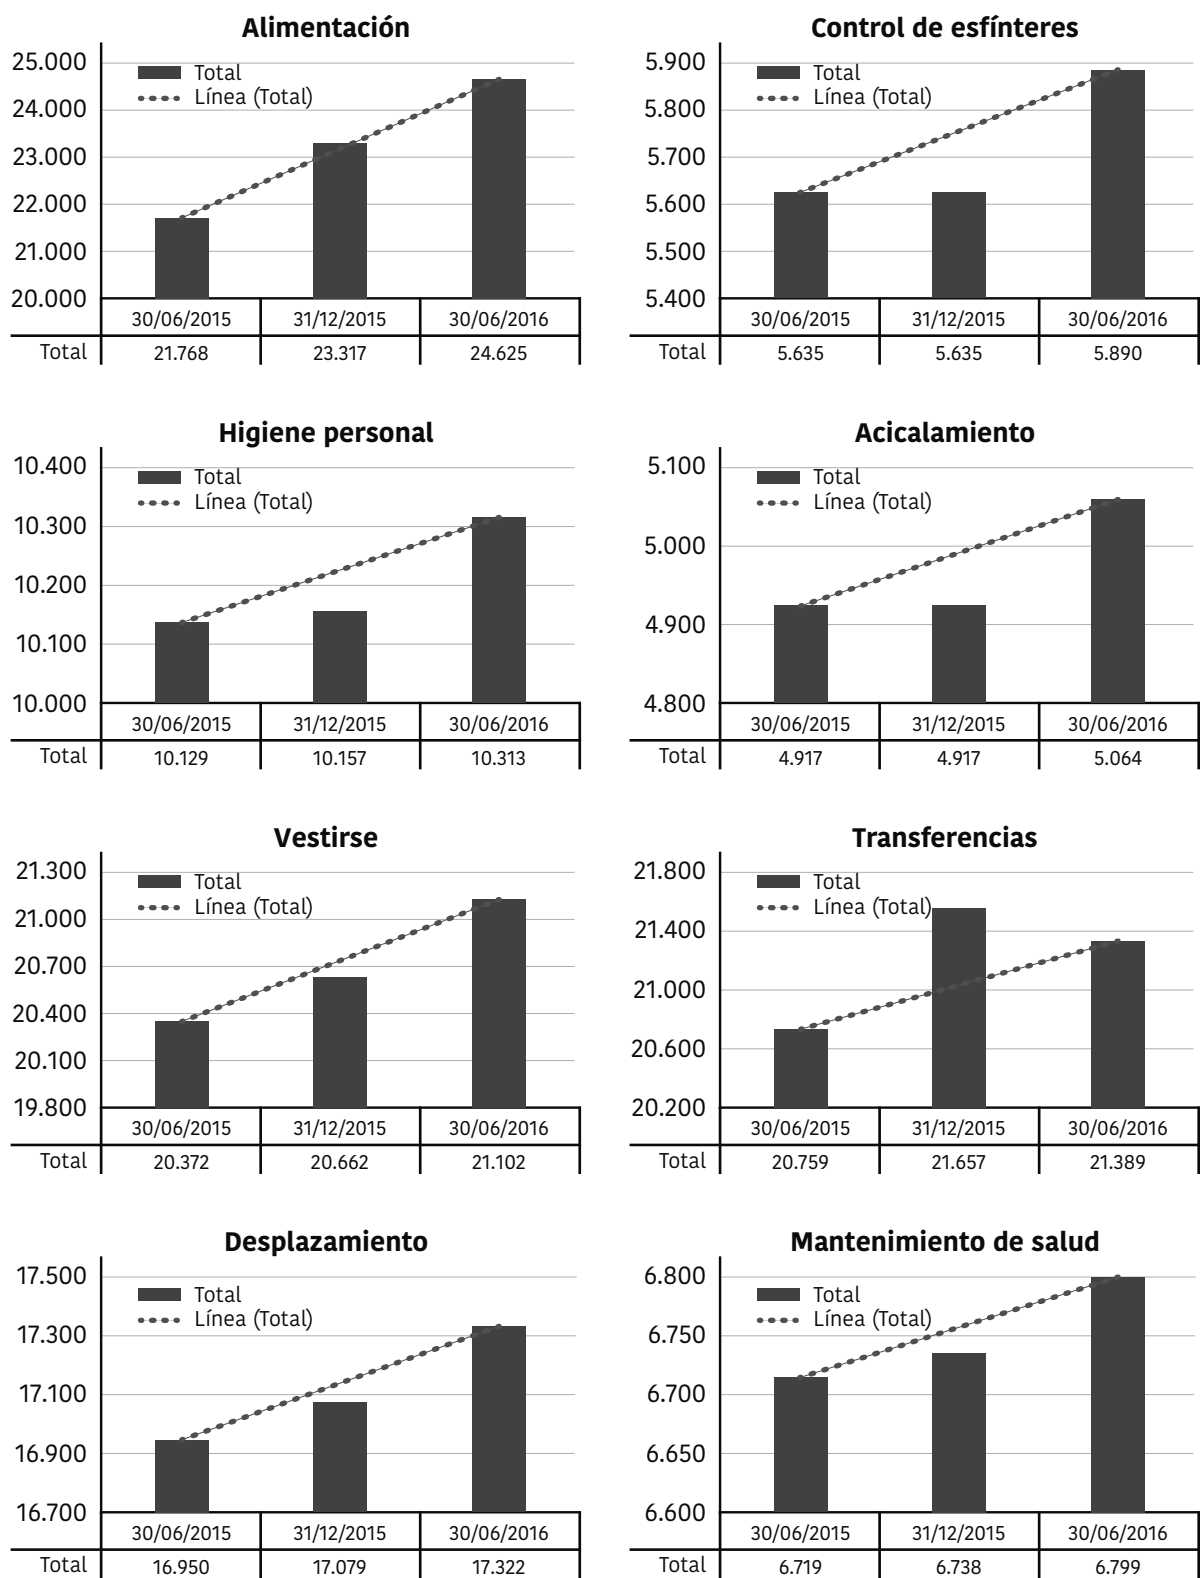 Alimentación
25.000
24.000
23.000
22.000
21.000
20.000
Total
Línea (Total)
30/06/2015 31/12/2015 30/06/2016
Total 21.768 23.317 24.625
Control de esfínteres
5.900
5.800
5.700
5.600
5.500
5.400
Total
Línea (Total)
30/06/2015 31/12/2015 30/06/2016
Total 5.635 5.635 5.890
Higiene personal
10.400
10.300
10.200
10.100
10.000
Total
Línea (Total)
30/06/2015 31/12/2015 30/06/2016
Total 10.129 10.157 10.313
Acicalamiento
5.100
5.000
4.900
4.800
Total
Línea (Total)
30/06/2015 31/12/2015 30/06/2016
Total 4.917 4.917 5.064
Vestirse
21.300
21.000
20.700
20.400
20.100
19.800
Total
Línea (Total)
30/06/2015 31/12/2015 30/06/2016
Total 20.372 20.662 21.102
Transferencias
21.800
21.400
21.000
20.600
20.200
Total
Línea (Total)
30/06/2015 31/12/2015 30/06/2016
Total 20.759 21.657 21.389
Desplazamiento
17.500
17.300
17.100
16.900
16.700
Total
Línea (Total)
30/06/2015 31/12/2015 30/06/2016
Total 16.950 17.079 17.322
Mantenimiento de salud
6.800
6.750
6.700
6.650
6.600
Total
Línea (Total)
30/06/2015 31/12/2015 30/06/2016
Total 6.719 6.738 6.799